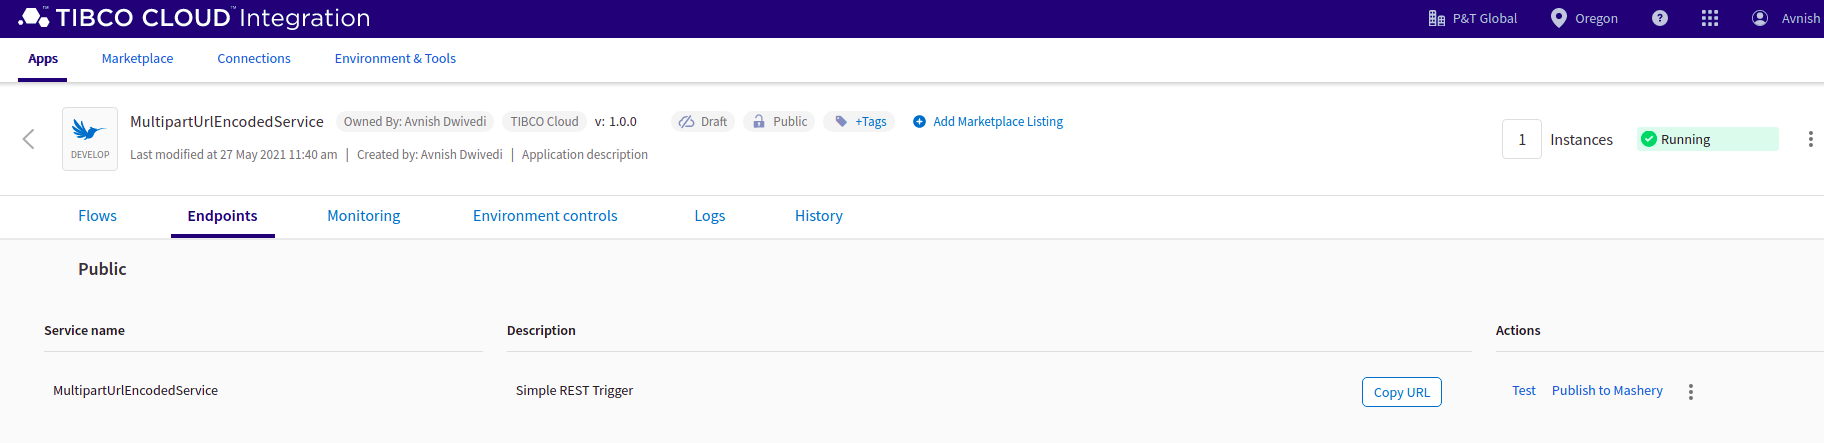 TIBCO CLOUD™ Integration
P&T Global
Oregon
?
Avnish
Apps
Marketplace
Connections
Environment & Tools
DEVELOP
MultipartUrlEncodedService
Owned By: Avnish Dwivedi
TIBCO Cloud
v: 1.0.0
Draft
Public
+Tags
Add Marketplace Listing
Last modified at 27 May 2021 11:40 am | Created by: Avnish Dwivedi | Application description
1
Instances
Running
Flows
Endpoints
Monitoring
Environment controls
Logs
History
Public
Service name
Description
Actions
MultipartUrlEncodedService
Simple REST Trigger
Copy URL
Test
Publish to Mashery